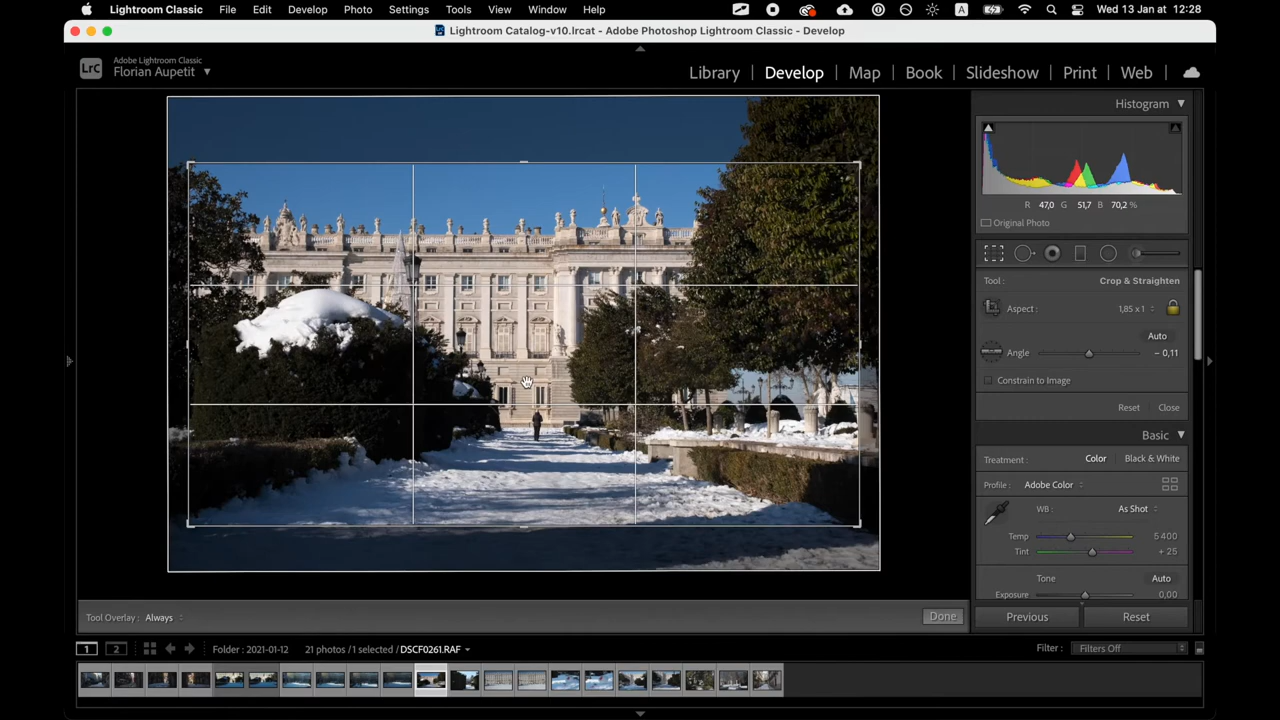 Lightroom Classic File Edit Develop Photo Settings Tools View Window Help A Wed 13 Jan at 12:28
Lightroom Catalog-v10.lrcat - Adobe Photoshop Lightroom Classic - Develop
LrC
Adobe Lightroom Classic
Florian Aupetit
Library | Develop | Map | Book | Slideshow | Print | Web
Histogram
R 47,0 G 51,7 B 70,2 %
Original Photo
Tool : Crop & Straighten
Aspect : 1,85 x 1
Auto
Angle - 0,11
Constrain to Image
Reset Close
Basic
Treatment : Color Black & White
Profile : Adobe Color
WB : As Shot
Temp 5 400
Tint + 25
Tone Auto
Exposure 0,00
Tool Overlay : Always
Done
Previous Reset
1 2 Folder : 2021-01-12 21 photos / 1 selected / DSCF0261.RAF Filter : Filters Off